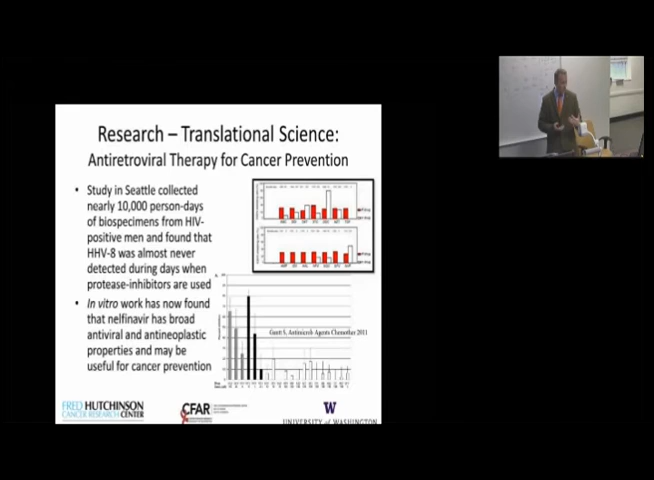 Research – Translational Science:
Antiretroviral Therapy for Cancer Prevention
• Study in Seattle collected
nearly 10,000 person-days
of biospecimens from HIV-
positive men and found that
HHV-8 was almost never
detected during days when
protease-inhibitors are used
• In vitro work has now found
that nelfinavir has broad
antiviral and antineoplastic
properties and may be
useful for cancer prevention
Gantt S, Antimicrob Agents Chemother 2011
FRED HUTCHINSON
CANCER RESEARCH CENTER
CFAR
W
UNIVERSITY of WASHINGTON